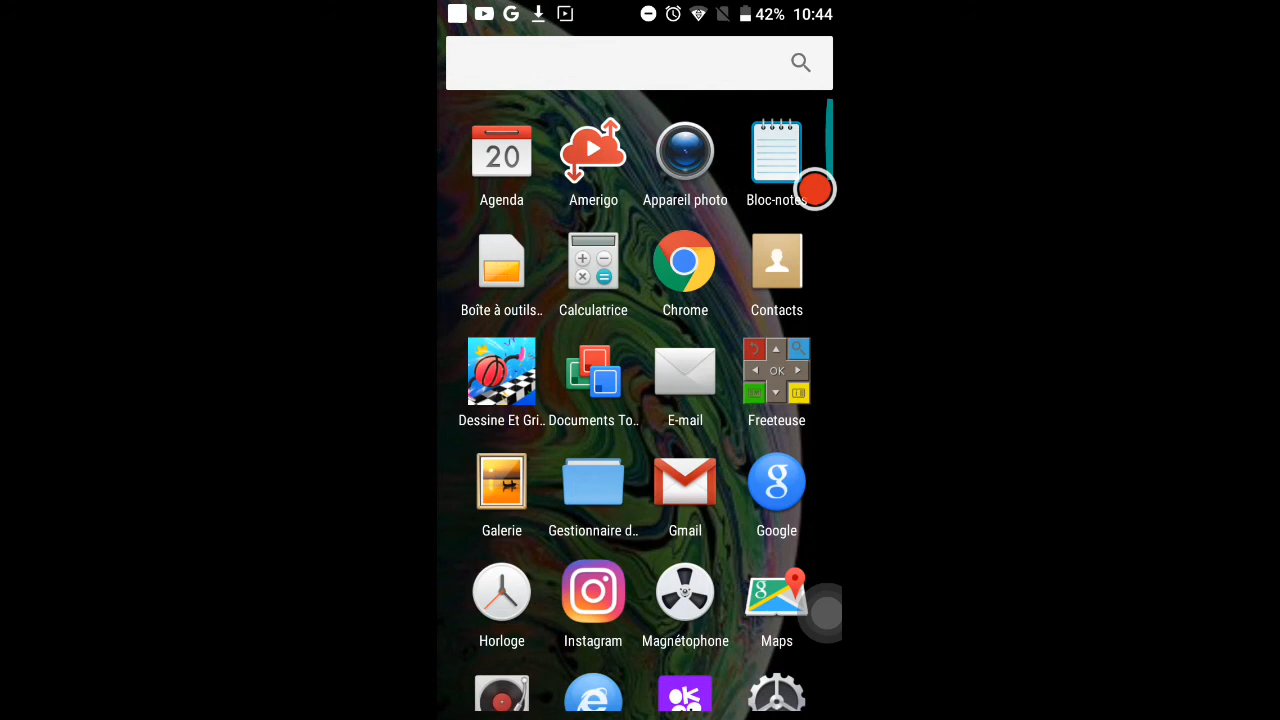 42% 10:44
20
Agenda Amerigo Appareil photo Bloc-notes
Boîte à outils.. Calculatrice Chrome Contacts
OK
Dessine Et Gri.. Documents To.. E-mail Freeteuse
Galerie Gestionnaire d.. Gmail Google
Horloge Instagram Magnétophone Maps